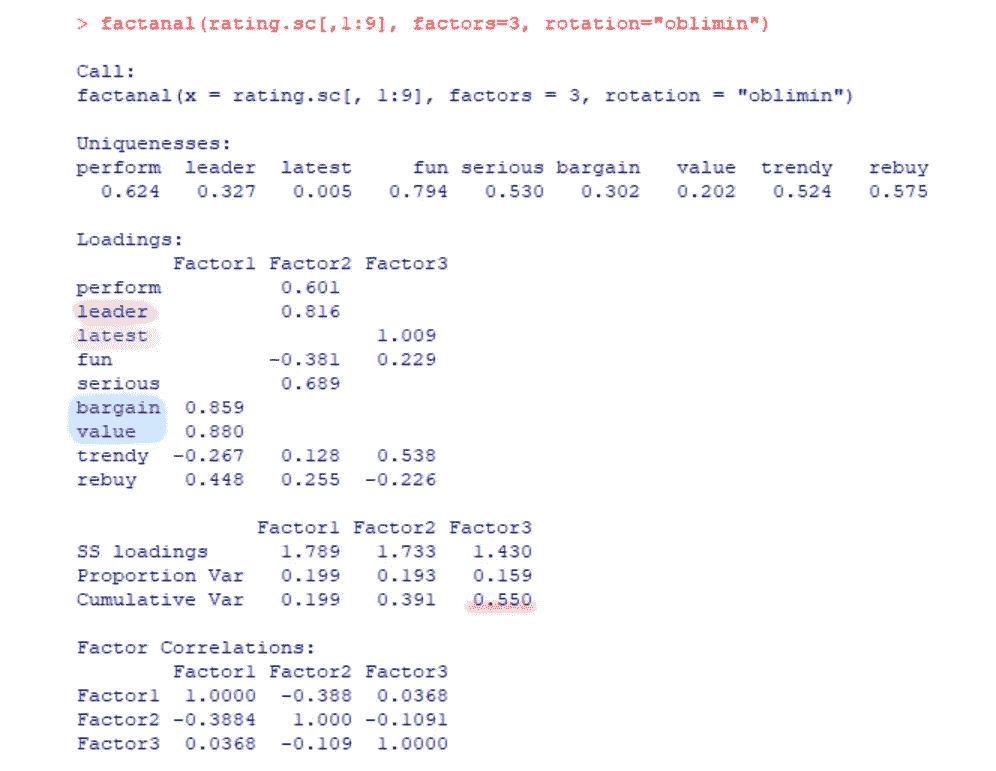 > factanal(rating.sc[,1:9], factors=3, rotation="oblimin")
Call:
factanal(x = rating.sc[, 1:9], factors = 3, rotation = "oblimin")
Uniquenesses:
perform leader latest fun serious bargain value trendy rebuy
0.624 0.327 0.005 0.794 0.530 0.302 0.202 0.524 0.575
Loadings:
Factor1 Factor2 Factor3
perform 0.601
leader 0.816
latest 1.009
fun -0.381 0.229
serious 0.689
bargain 0.859
value 0.880
trendy -0.267 0.128 0.538
rebuy 0.448 0.255 -0.226
Factor1 Factor2 Factor3
SS loadings 1.789 1.733 1.430
Proportion Var 0.199 0.193 0.159
Cumulative Var 0.199 0.391 0.550
Factor Correlations:
Factor1 Factor2 Factor3
Factor1 1.0000 -0.388 0.0368
Factor2 -0.3884 1.000 -0.1091
Factor3 0.0368 -0.109 1.0000